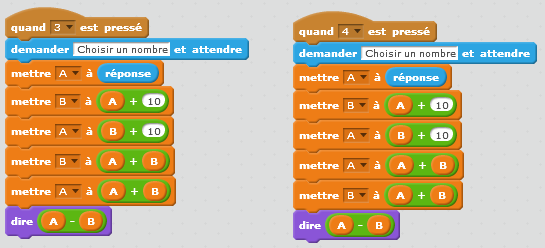 quand 3 est pressé
demander Choisir un nombre et attendre
mettre A à réponse
mettre B à A + 10
mettre A à B + 10
mettre B à A + B
mettre A à A + B
dire A - B
quand 4 est pressé
demander Choisir un nombre et attendre
mettre A à réponse
mettre B à A + 10
mettre A à B + 10
mettre A à A + B
mettre B à A + B
dire A - B